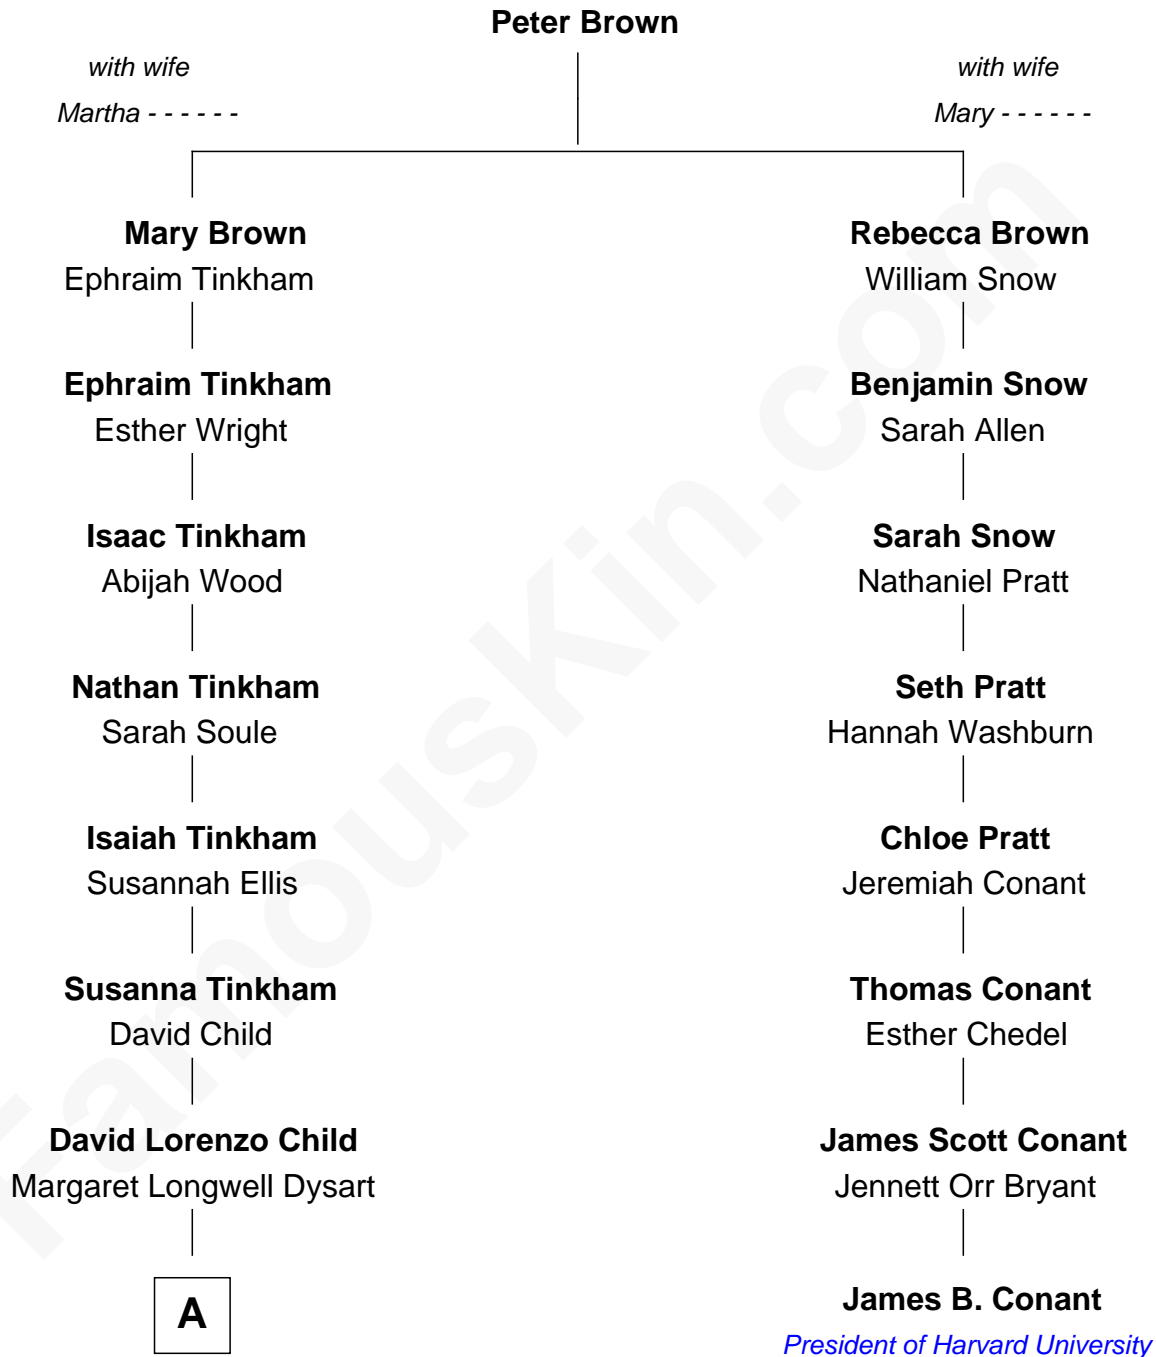 Peter Brown
with wife
Martha - - - - - -
with wife
Mary - - - - - -
Mary Brown
Ephraim Tinkham
Rebecca Brown
William Snow
Ephraim Tinkham
Esther Wright
Benjamin Snow
Sarah Allen
Isaac Tinkham
Abijah Wood
Sarah Snow
Nathaniel Pratt
Nathan Tinkham
Sarah Soule
Seth Pratt
Hannah Washburn
Isaiah Tinkham
Susannah Ellis
Chloe Pratt
Jeremiah Conant
Susanna Tinkham
David Child
Thomas Conant
Esther Chedel
David Lorenzo Child
Margaret Longwell Dysart
James Scott Conant
Jennett Orr Bryant
A
James B. Conant
President of Harvard University
FamousKin.com